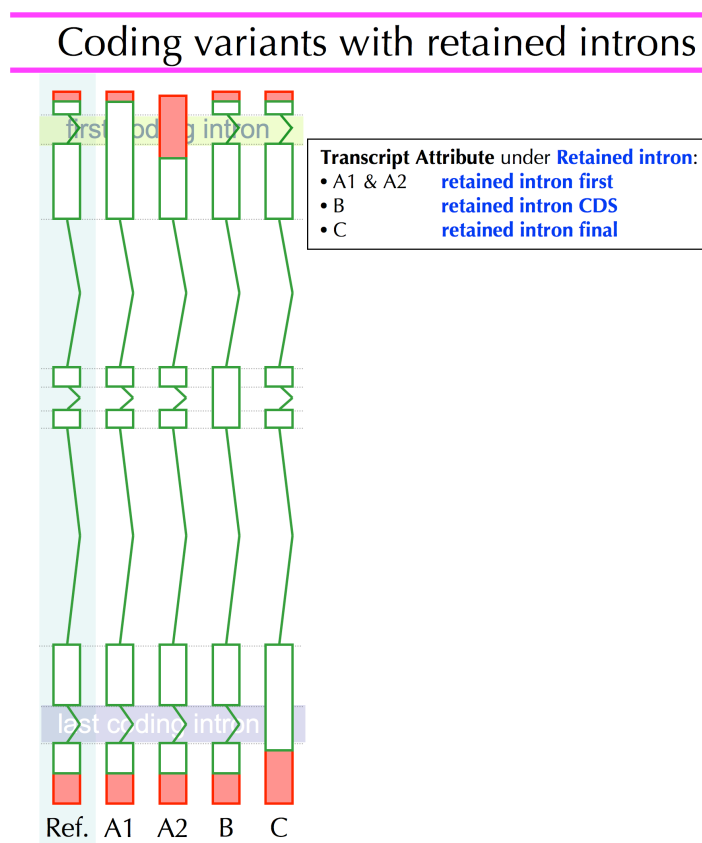 Coding variants with retained introns
first coding intron
Transcript Attribute under Retained intron:
• A1 & A2 retained intron first
• B retained intron CDS
• C retained intron final
last coding intron
Ref. A1 A2 B C